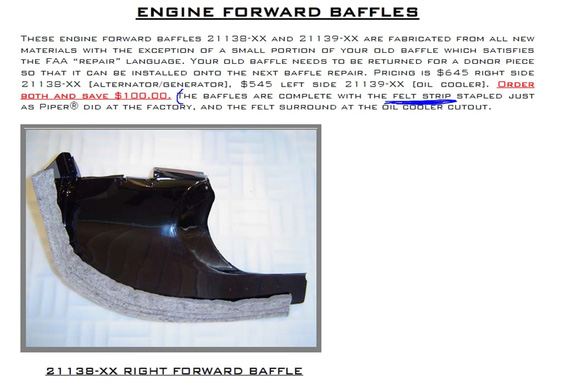 ENGINE FORWARD BAFFLES
THESE ENGINE FORWARD BAFFLES 21138-XX AND 21139-XX ARE FABRICATED FROM ALL NEW
MATERIALS WITH THE EXCEPTION OF A SMALL PORTION OF YOUR OLD BAFFLE WHICH SATISFIES
THE FAA "REPAIR" LANGUAGE. YOUR OLD BAFFLE NEEDS TO BE RETURNED FOR A DONOR PIECE
SO THAT IT CAN BE INSTALLED ONTO THE NEXT BAFFLE REPAIR. PRICING IS $645 RIGHT SIDE
21138-XX [ALTERNATOR/GENERATOR], $545 LEFT SIDE 21139-XX [OIL COOLER]. ORDER
BOTH AND SAVE $100.00. THE BAFFLES ARE COMPLETE WITH THE FELT STRIP STAPLED JUST
AS PIPER® DID AT THE FACTORY, AND THE FELT SURROUND AT THE OIL COOLER CUTOUT.
21138-XX RIGHT FORWARD BAFFLE